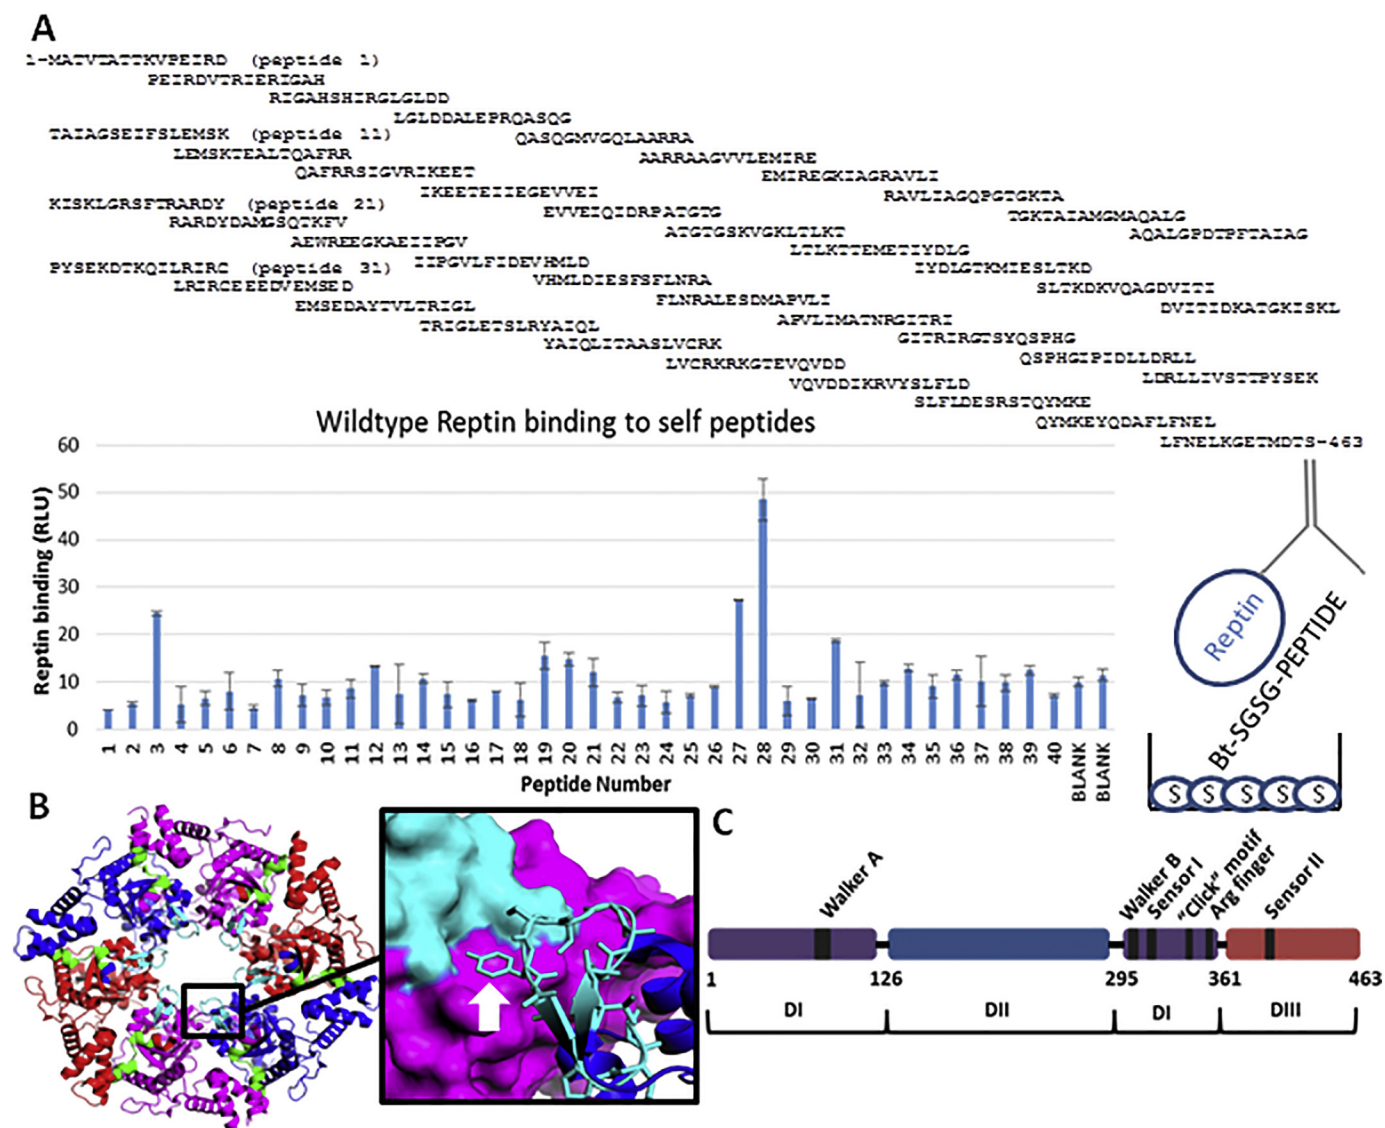 A
1-MATVTATTKVPEIRD (peptide 1)
PEIRDVTRIERIGAH
RIGAHSHIRGLGLDD
LGLDDALEPRQASQG
TAIAGSEIFSLEMSK (peptide 11)
QASQGMVGQLAARRA
LEMSKTEALTQAFRR
AARRAAGVVLEMIRE
QAFRRSIGVRIKEET
EMIREGKIAGRAVLI
IKEETEIIEGEVVEI
RAVLIAGQPGTGKTA
KISKLGRSFTRARDY (peptide 21)
EVVEIQIDRPATGTG
TGKTAIAMGMAQALG
RARDYDAMGSQTKFV
ATGTGSKVGKLTLKT
AQALGPDTPFTAIAG
AEWREEGKAEIIPGV
LTLKTTEMETIYDLG
PYSEKDTKQILRIRC (peptide 31)
IIPGVLFIDEVHMLD
IYDLGTKMIESLTKD
LRIRCEEEDVEMSED
VHMLDIESFSFLNRA
SLTKDKVQAGDVITI
EMSEDAYTVLTRIGL
FLNRALESDMAPVLI
DVITIDKATGKISKL
TRIGLETSLRYAIQL
APVLIMATNRGITRI
YAIQLITAASLVCRK
GITRIRGTSYQSPHG
LVCRKRKGTEVQVDD
QSPHGIPIDLLDRLL
VQVDDIKRVYSLFLD
LDRLLIVSTTPYSEK
SLFLDESRSTQYMKE
QYMKEYQDAFLFNEL
LFNELKGETMDTS-463
Wildtype Reptin binding to self peptides
Reptin binding (RLU)
60
50
40
30
20
10
0
1 2 3 4 5 6 7 8 9 10 11 12 13 14 15 16 17 18 19 20 21 22 23 24 25 26 27 28 29 30 31 32 33 34 35 36 37 38 39 40 BLANK BLANK
Peptide Number
Reptin
Bt-SGSG-PEPTIDE
S S S S S
B
C
Walker A
Walker B
Sensor I
"Click" motif
Arg finger
Sensor II
1 126 295 361 463
DI DII DI DIII